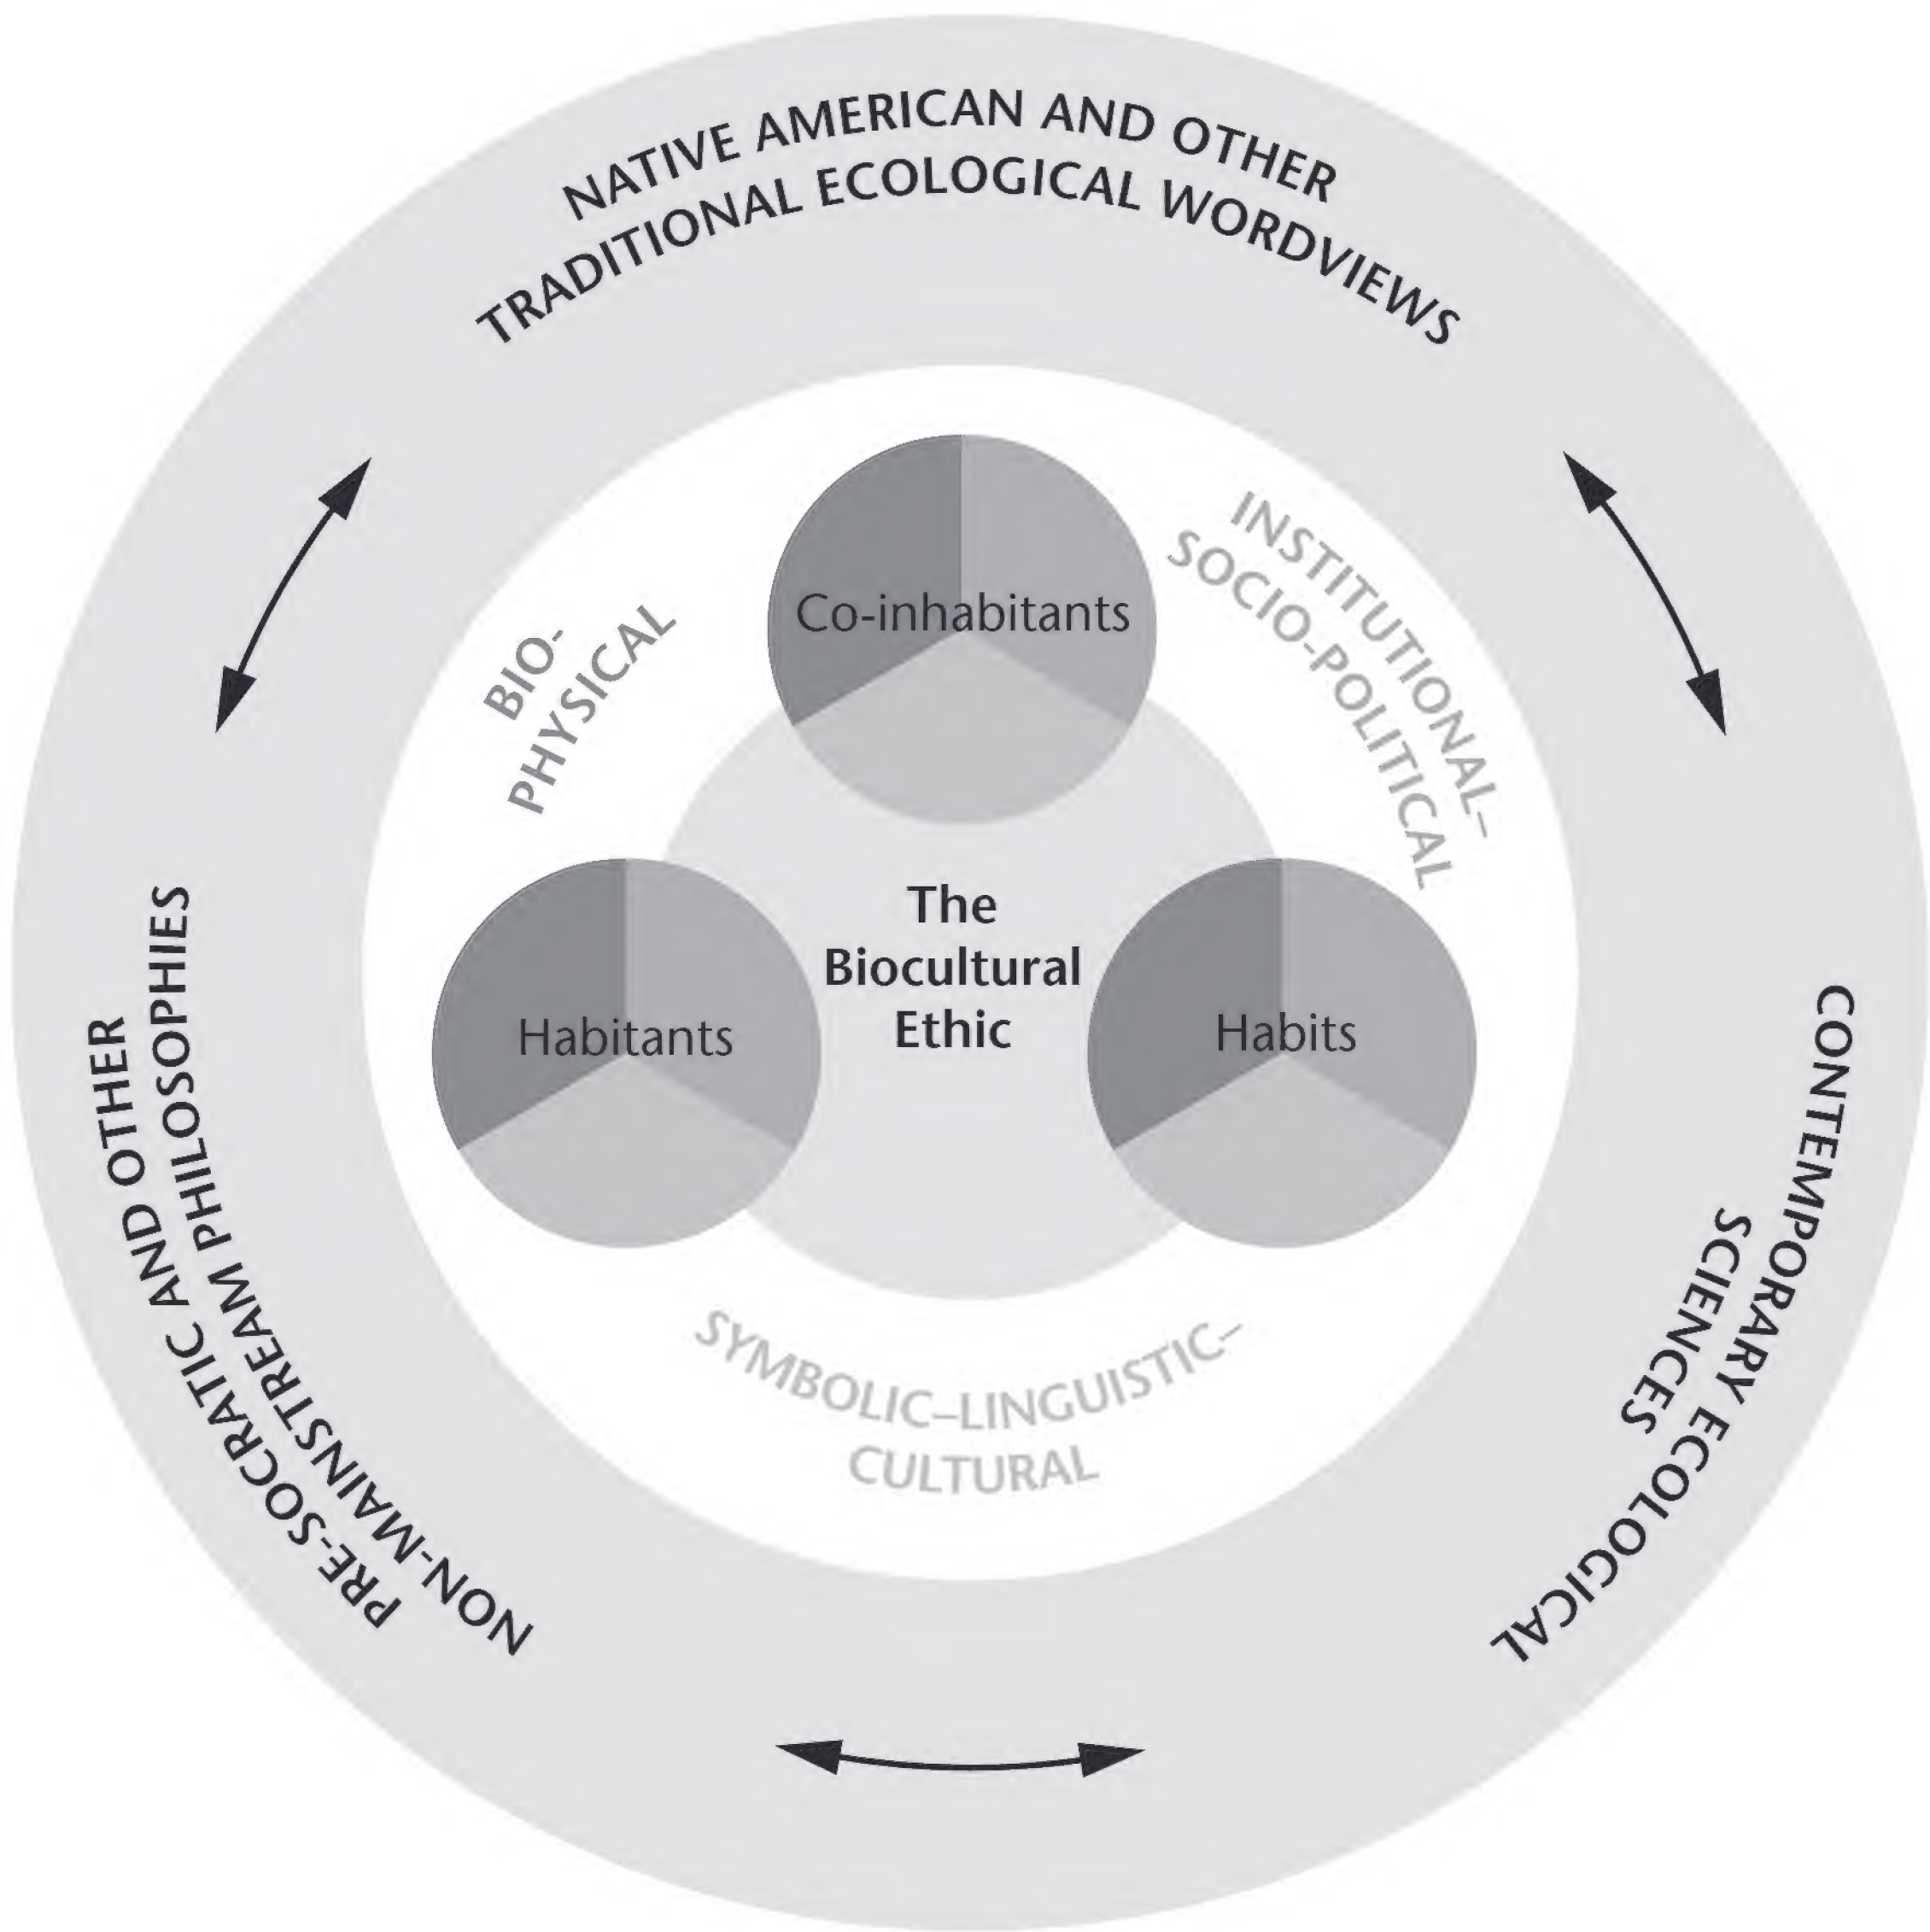 NATIVE AMERICAN AND OTHER
TRADITIONAL ECOLOGICAL WORDVIEWS
BIO-
PHYSICAL
INSTITUTIONAL–
SOCIO-POLITICAL
Co-inhabitants
The
Biocultural
Ethic
Habitants
Habits
SYMBOLIC–LINGUISTIC–
CULTURAL
PRE-SOCRATIC AND OTHER
NON-MAINSTREAM PHILOSOPHIES
CONTEMPORARY ECOLOGICAL
SCIENCES